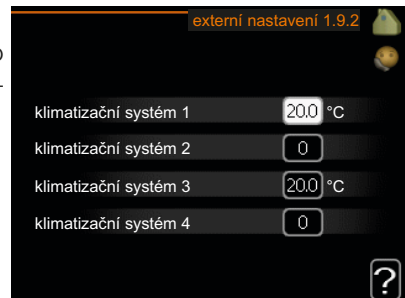 externí nastavení 1.9.2
klimatizační systém 1 20.0 °C
klimatizační systém 2 0
klimatizační systém 3 20.0 °C
klimatizační systém 4 0
?